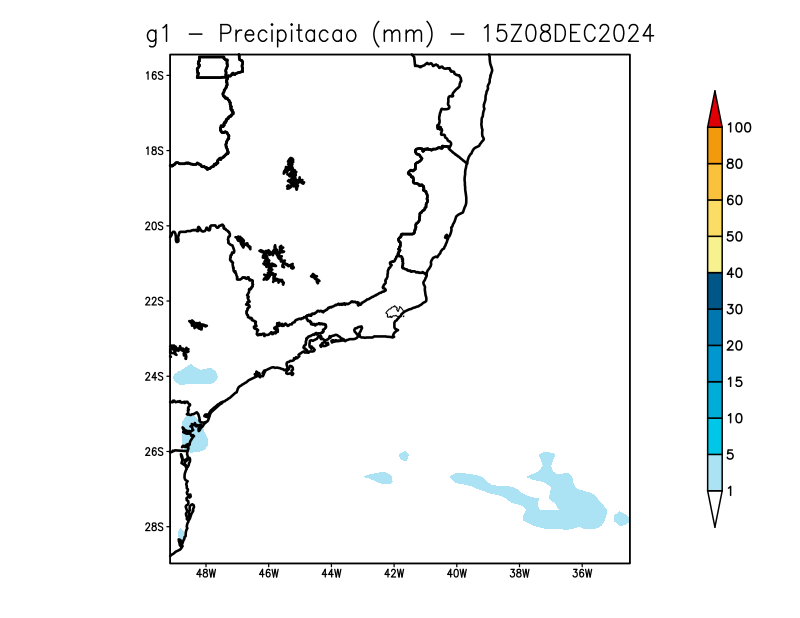 g1 – Precipitacao (mm) – 15Z08DEC2024
16S
18S
20S
22S
24S
26S
28S
48W 46W 44W 42W 40W 38W 36W
100
80
60
50
40
30
20
15
10
5
1